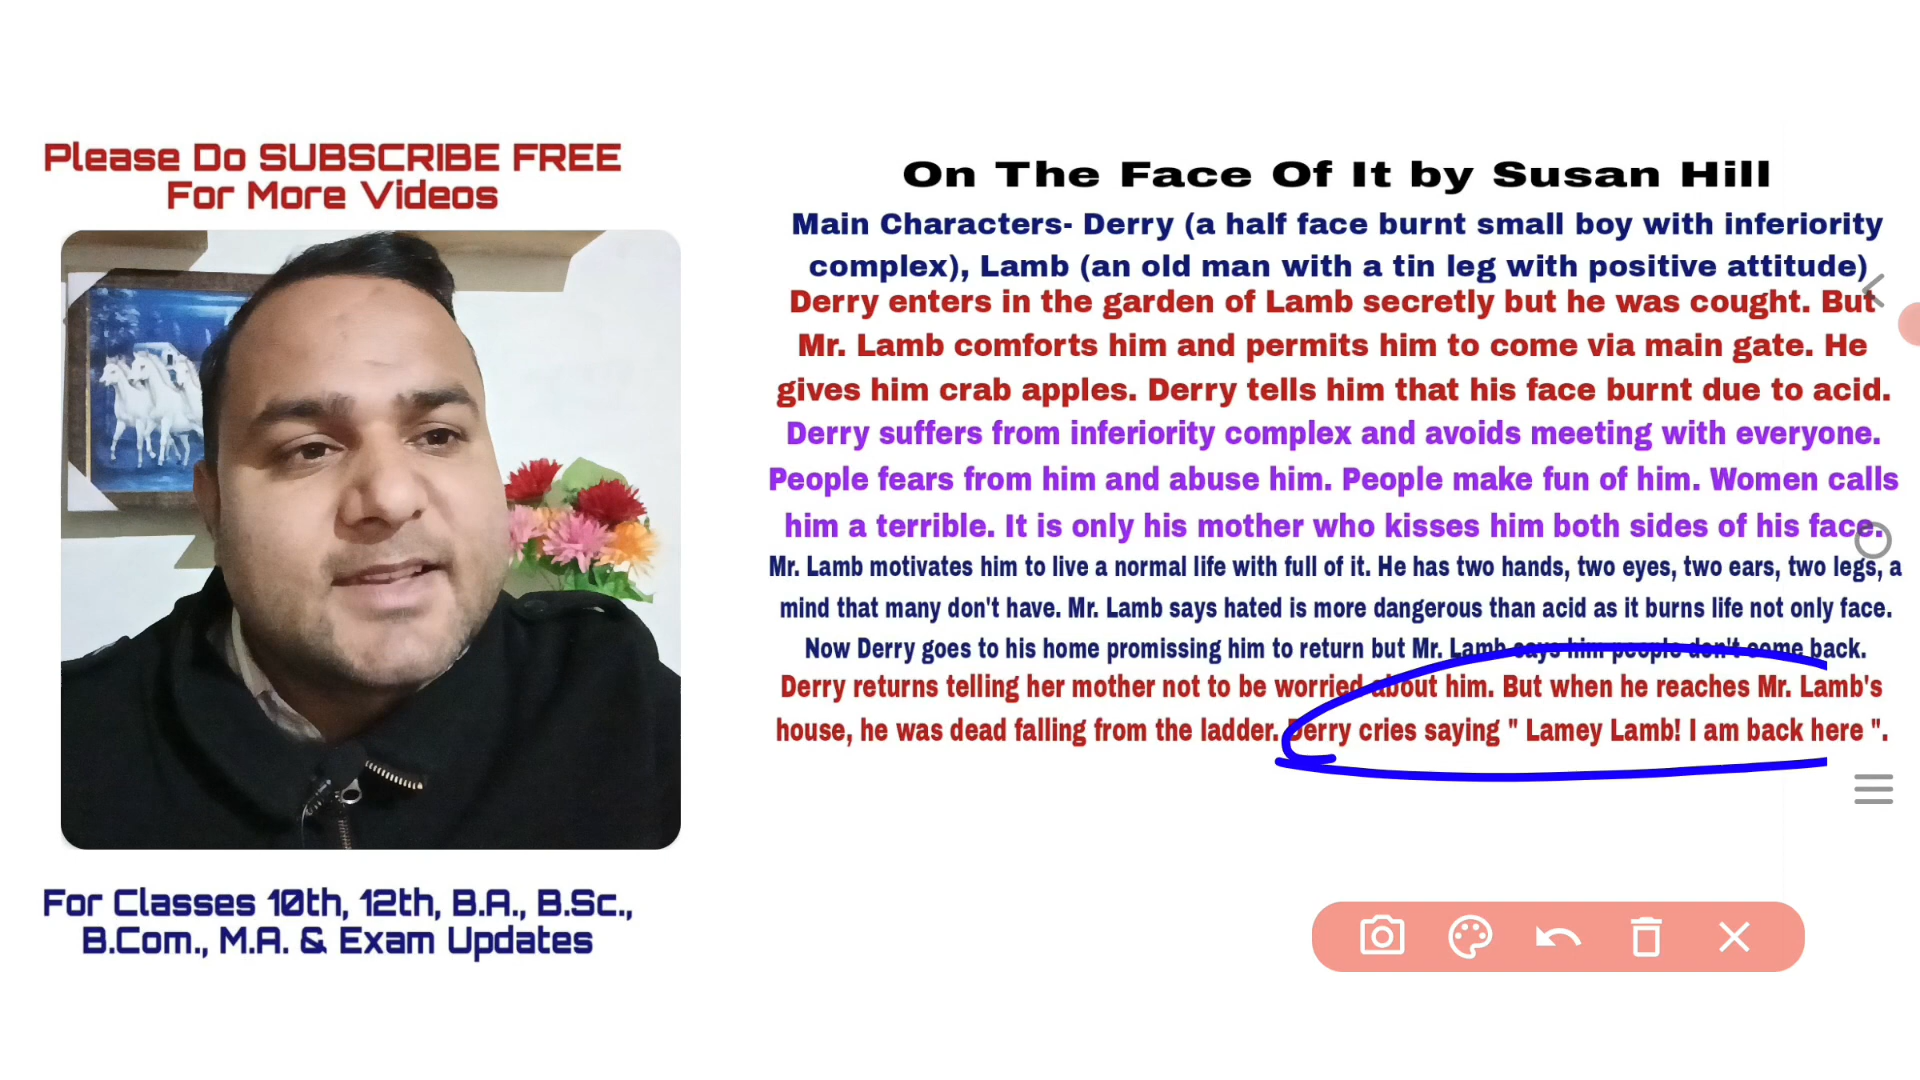 Please Do SUBSCRIBE FREE
For More Videos
For Classes 10th, 12th, B.A., B.Sc.,
B.Com., M.A. & Exam Updates
On The Face Of It by Susan Hill
Main Characters- Derry (a half face burnt small boy with inferiority
complex), Lamb (an old man with a tin leg with positive attitude)
Derry enters in the garden of Lamb secretly but he was cought. But
Mr. Lamb comforts him and permits him to come via main gate. He
gives him crab apples. Derry tells him that his face burnt due to acid.
Derry suffers from inferiority complex and avoids meeting with everyone.
People fears from him and abuse him. People make fun of him. Women calls
him a terrible. It is only his mother who kisses him both sides of his face.
Mr. Lamb motivates him to live a normal life with full of it. He has two hands, two eyes, two ears, two legs, a
mind that many don't have. Mr. Lamb says hated is more dangerous than acid as it burns life not only face.
Now Derry goes to his home promissing him to return but Mr. Lamb says him people don't come back.
Derry returns telling her mother not to be worried about him. But when he reaches Mr. Lamb's
house, he was dead falling from the ladder. Derry cries saying " Lamey Lamb! I am back here ".